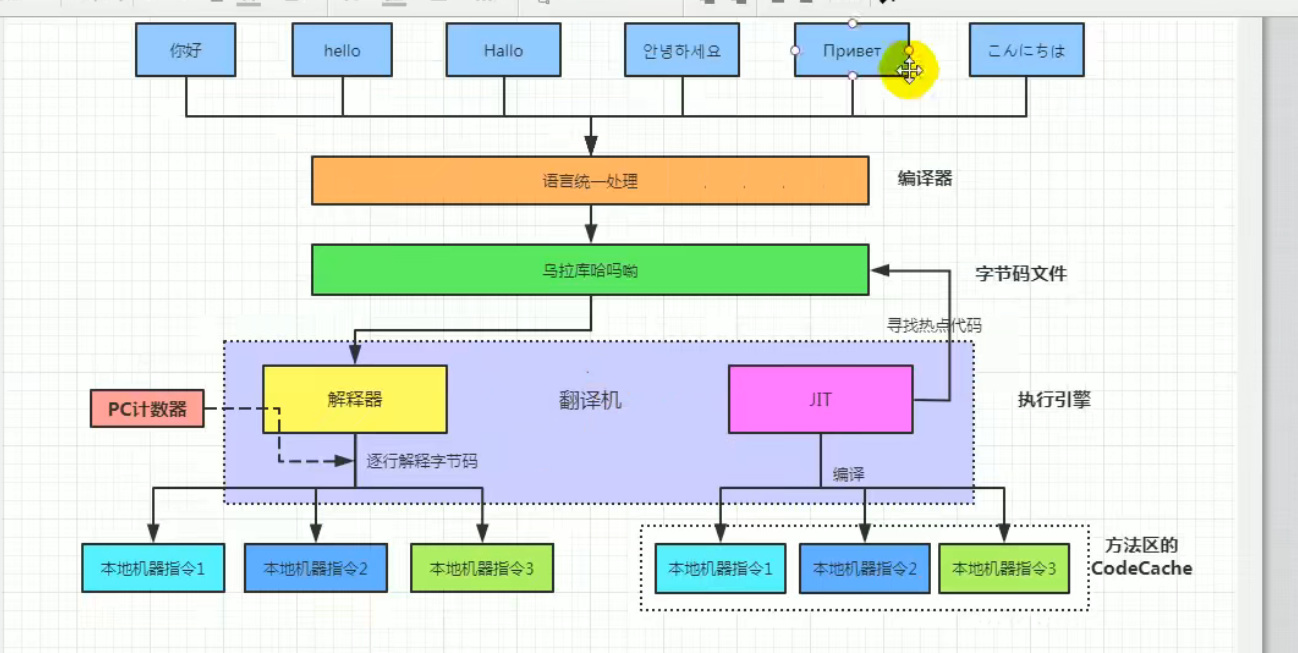 你好
hello
Hallo
안녕하세요
Привет
こんにちは
语言统一处理
编译器
乌拉库哈吗呦
字节码文件
寻找热点代码
PC计数器
解释器
翻译机
JIT
执行引擎
逐行解释字节码
编译
本地机器指令1
本地机器指令2
本地机器指令3
本地机器指令1
本地机器指令2
本地机器指令3
方法区的
CodeCache